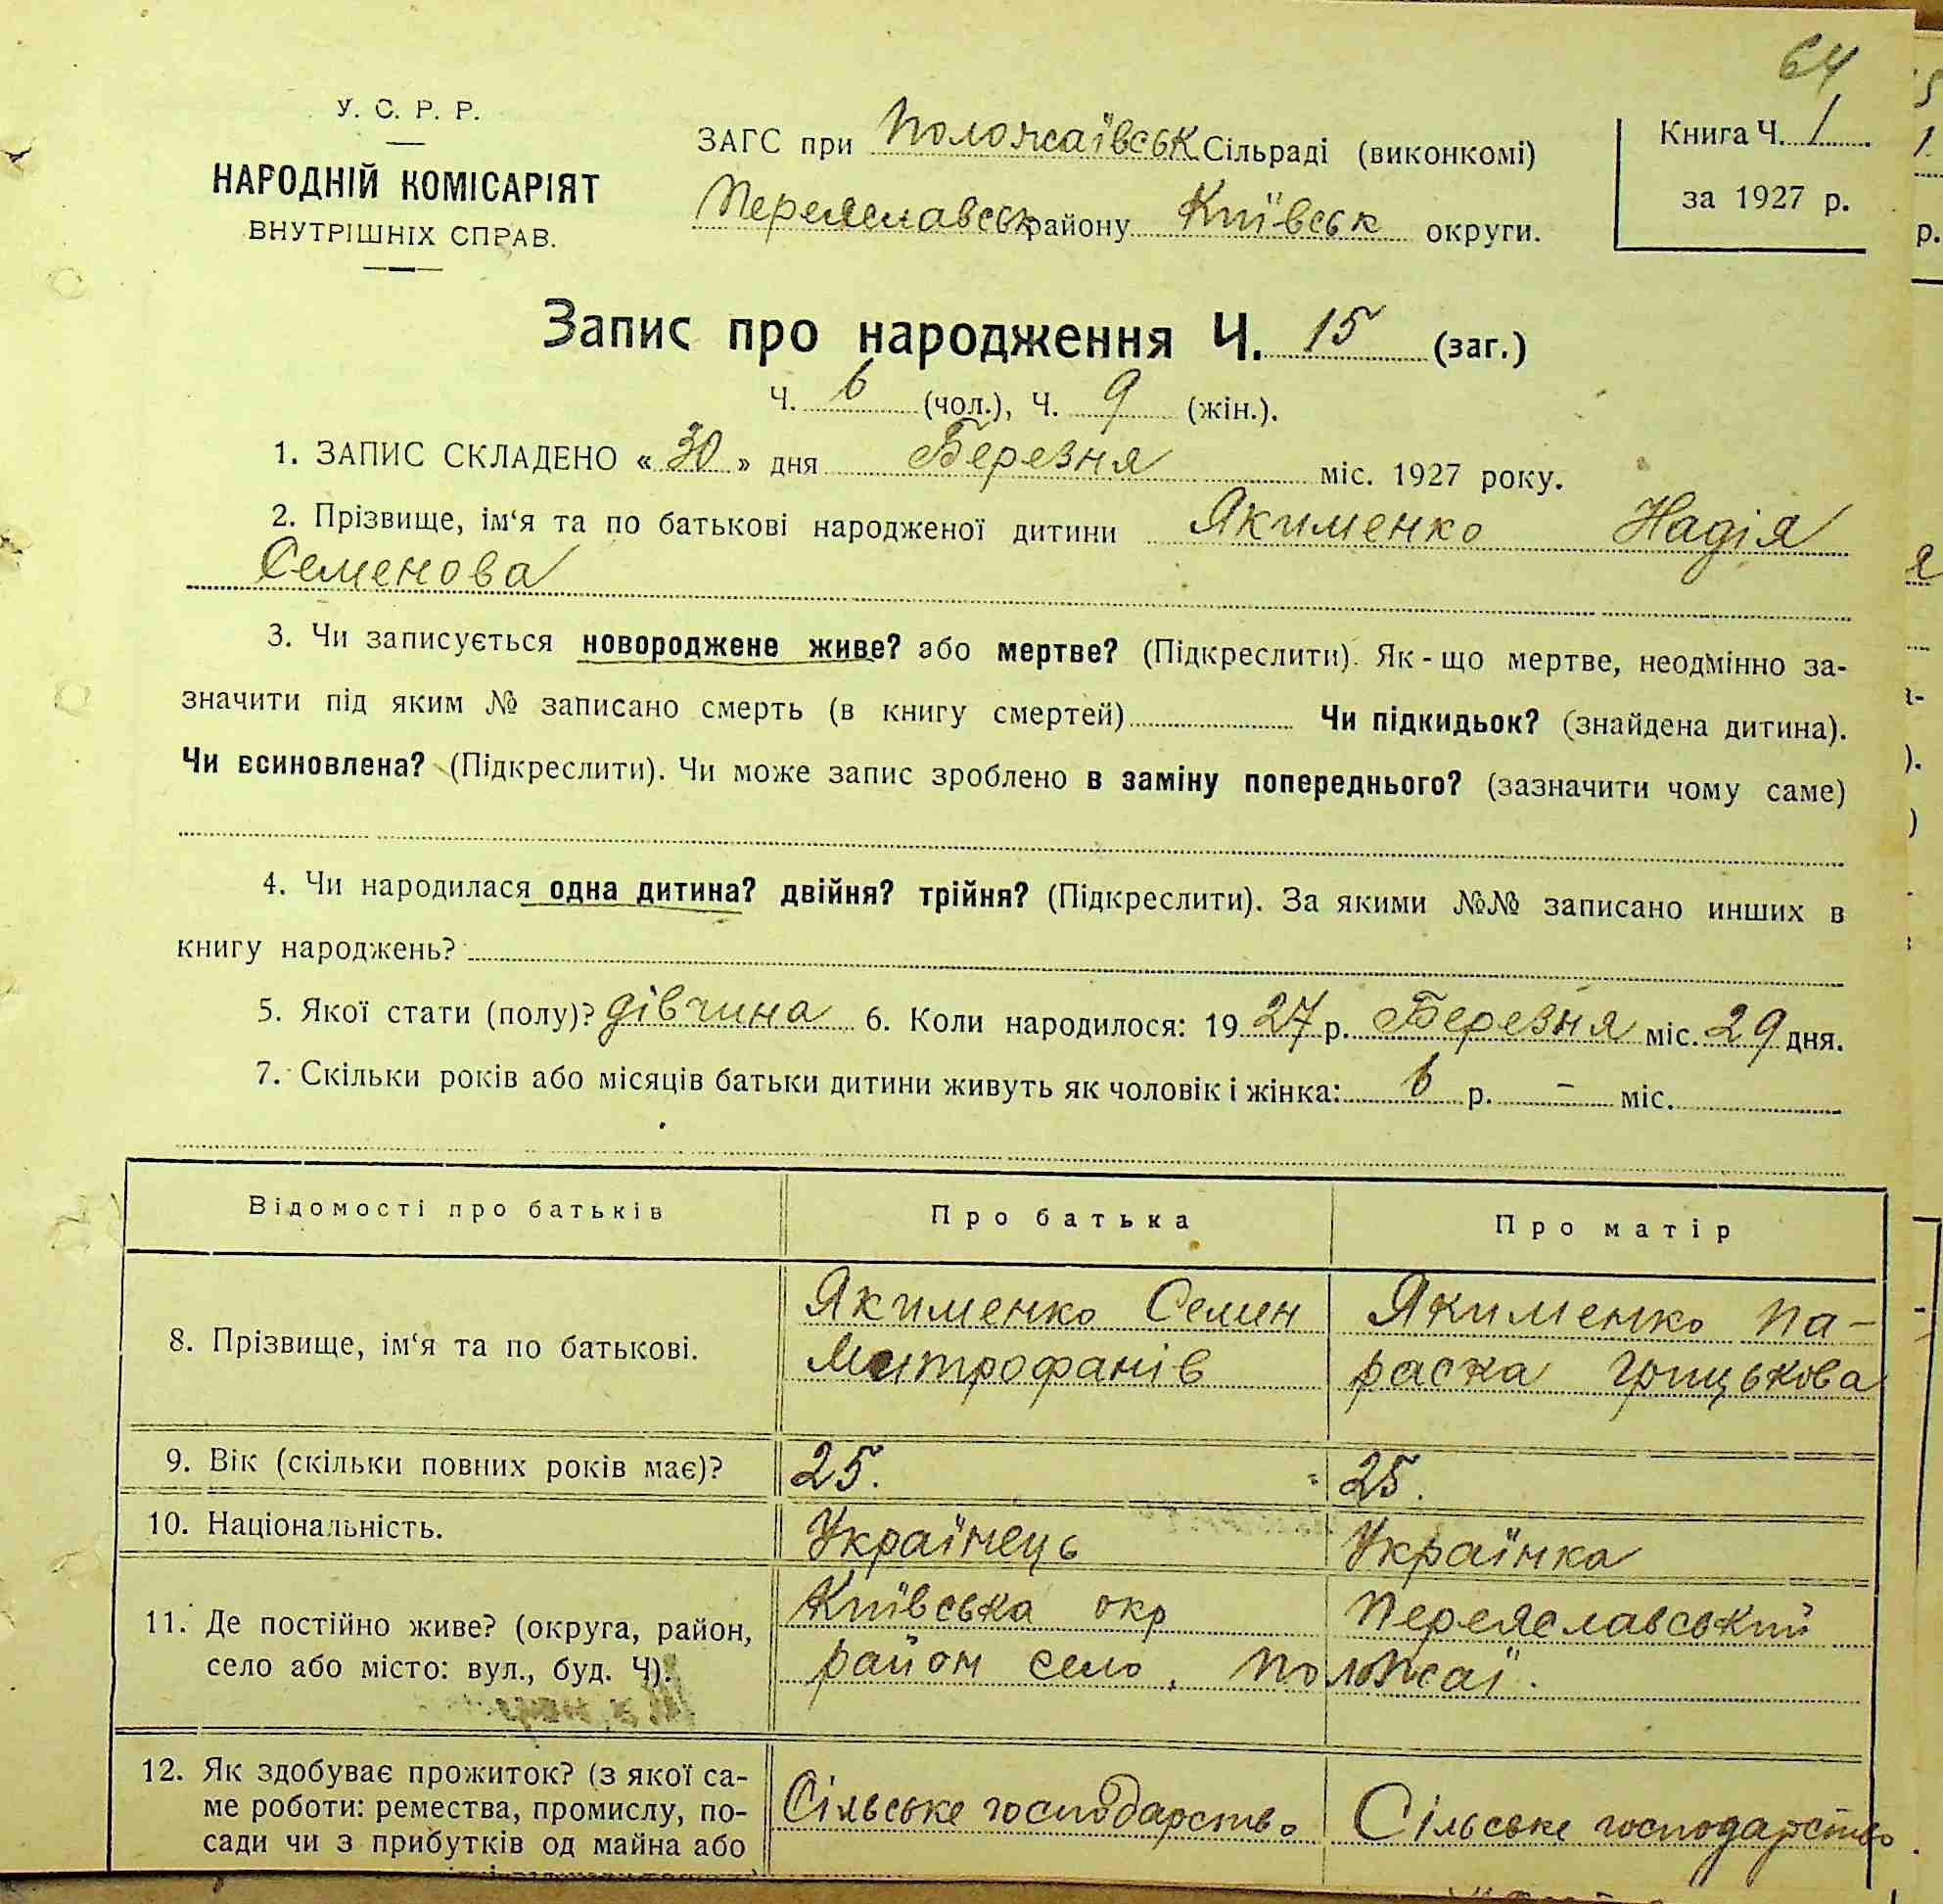 64
У. С. Р. Р.
НАРОДНІЙ КОМІСАРІЯТ
ВНУТРІШНІХ СПРАВ.
ЗАГС при Положаївськ Сільраді (виконкомі)
Переяславськ району Київськ округи.
Книга Ч. 1
за 1927 р.
Запис про народження Ч. 15 (заг.)
Ч. 6 (чол.), Ч. 9 (жін.).
1. ЗАПИС СКЛАДЕНО « 30 » дня Березня міс. 1927 року.
2. Прізвище, ім‘я та по батькові народженої дитини Якименко Надія
Семенова
3. Чи записується новороджене живе? або мертве? (Підкреслити). Як-що мертве, неодмінно за-
значити під яким № записано смерть (в книгу смертей) Чи підкидьок? (знайдена дитина).
Чи всиновлена? (Підкреслити). Чи може запис зроблено в заміну попереднього? (зазначити чому саме)
4. Чи народилася одна дитина? двійня? трійня? (Підкреслити). За якими №№ записано инших в
книгу народжень?
5. Якої стати (полу)? дівчина 6. Коли народилося: 19 27 р. Березня міс. 29 дня.
7. Скільки років або місяців батьки дитини живуть як чоловік і жінка: 6 р. – міс.
Відомості про батьків Про батька Про матір
8. Прізвище, ім‘я та по батькові.
Якименко Семен
Митрофанів
Якименко Па-
раска Грицькова
9. Вік (скільки повних років має)? 25. 25.
10. Національність. Українець Українка
11. Де постійно живе? (округа, район,
село або місто: вул., буд. Ч).
Київська окр Переяславський
район село. Положаї.
12. Як здобуває прожиток? (з якої са-
ме роботи: ремества, промислу, по-
сади чи з прибутків од майна або
Сільське господарство Сільське господарство